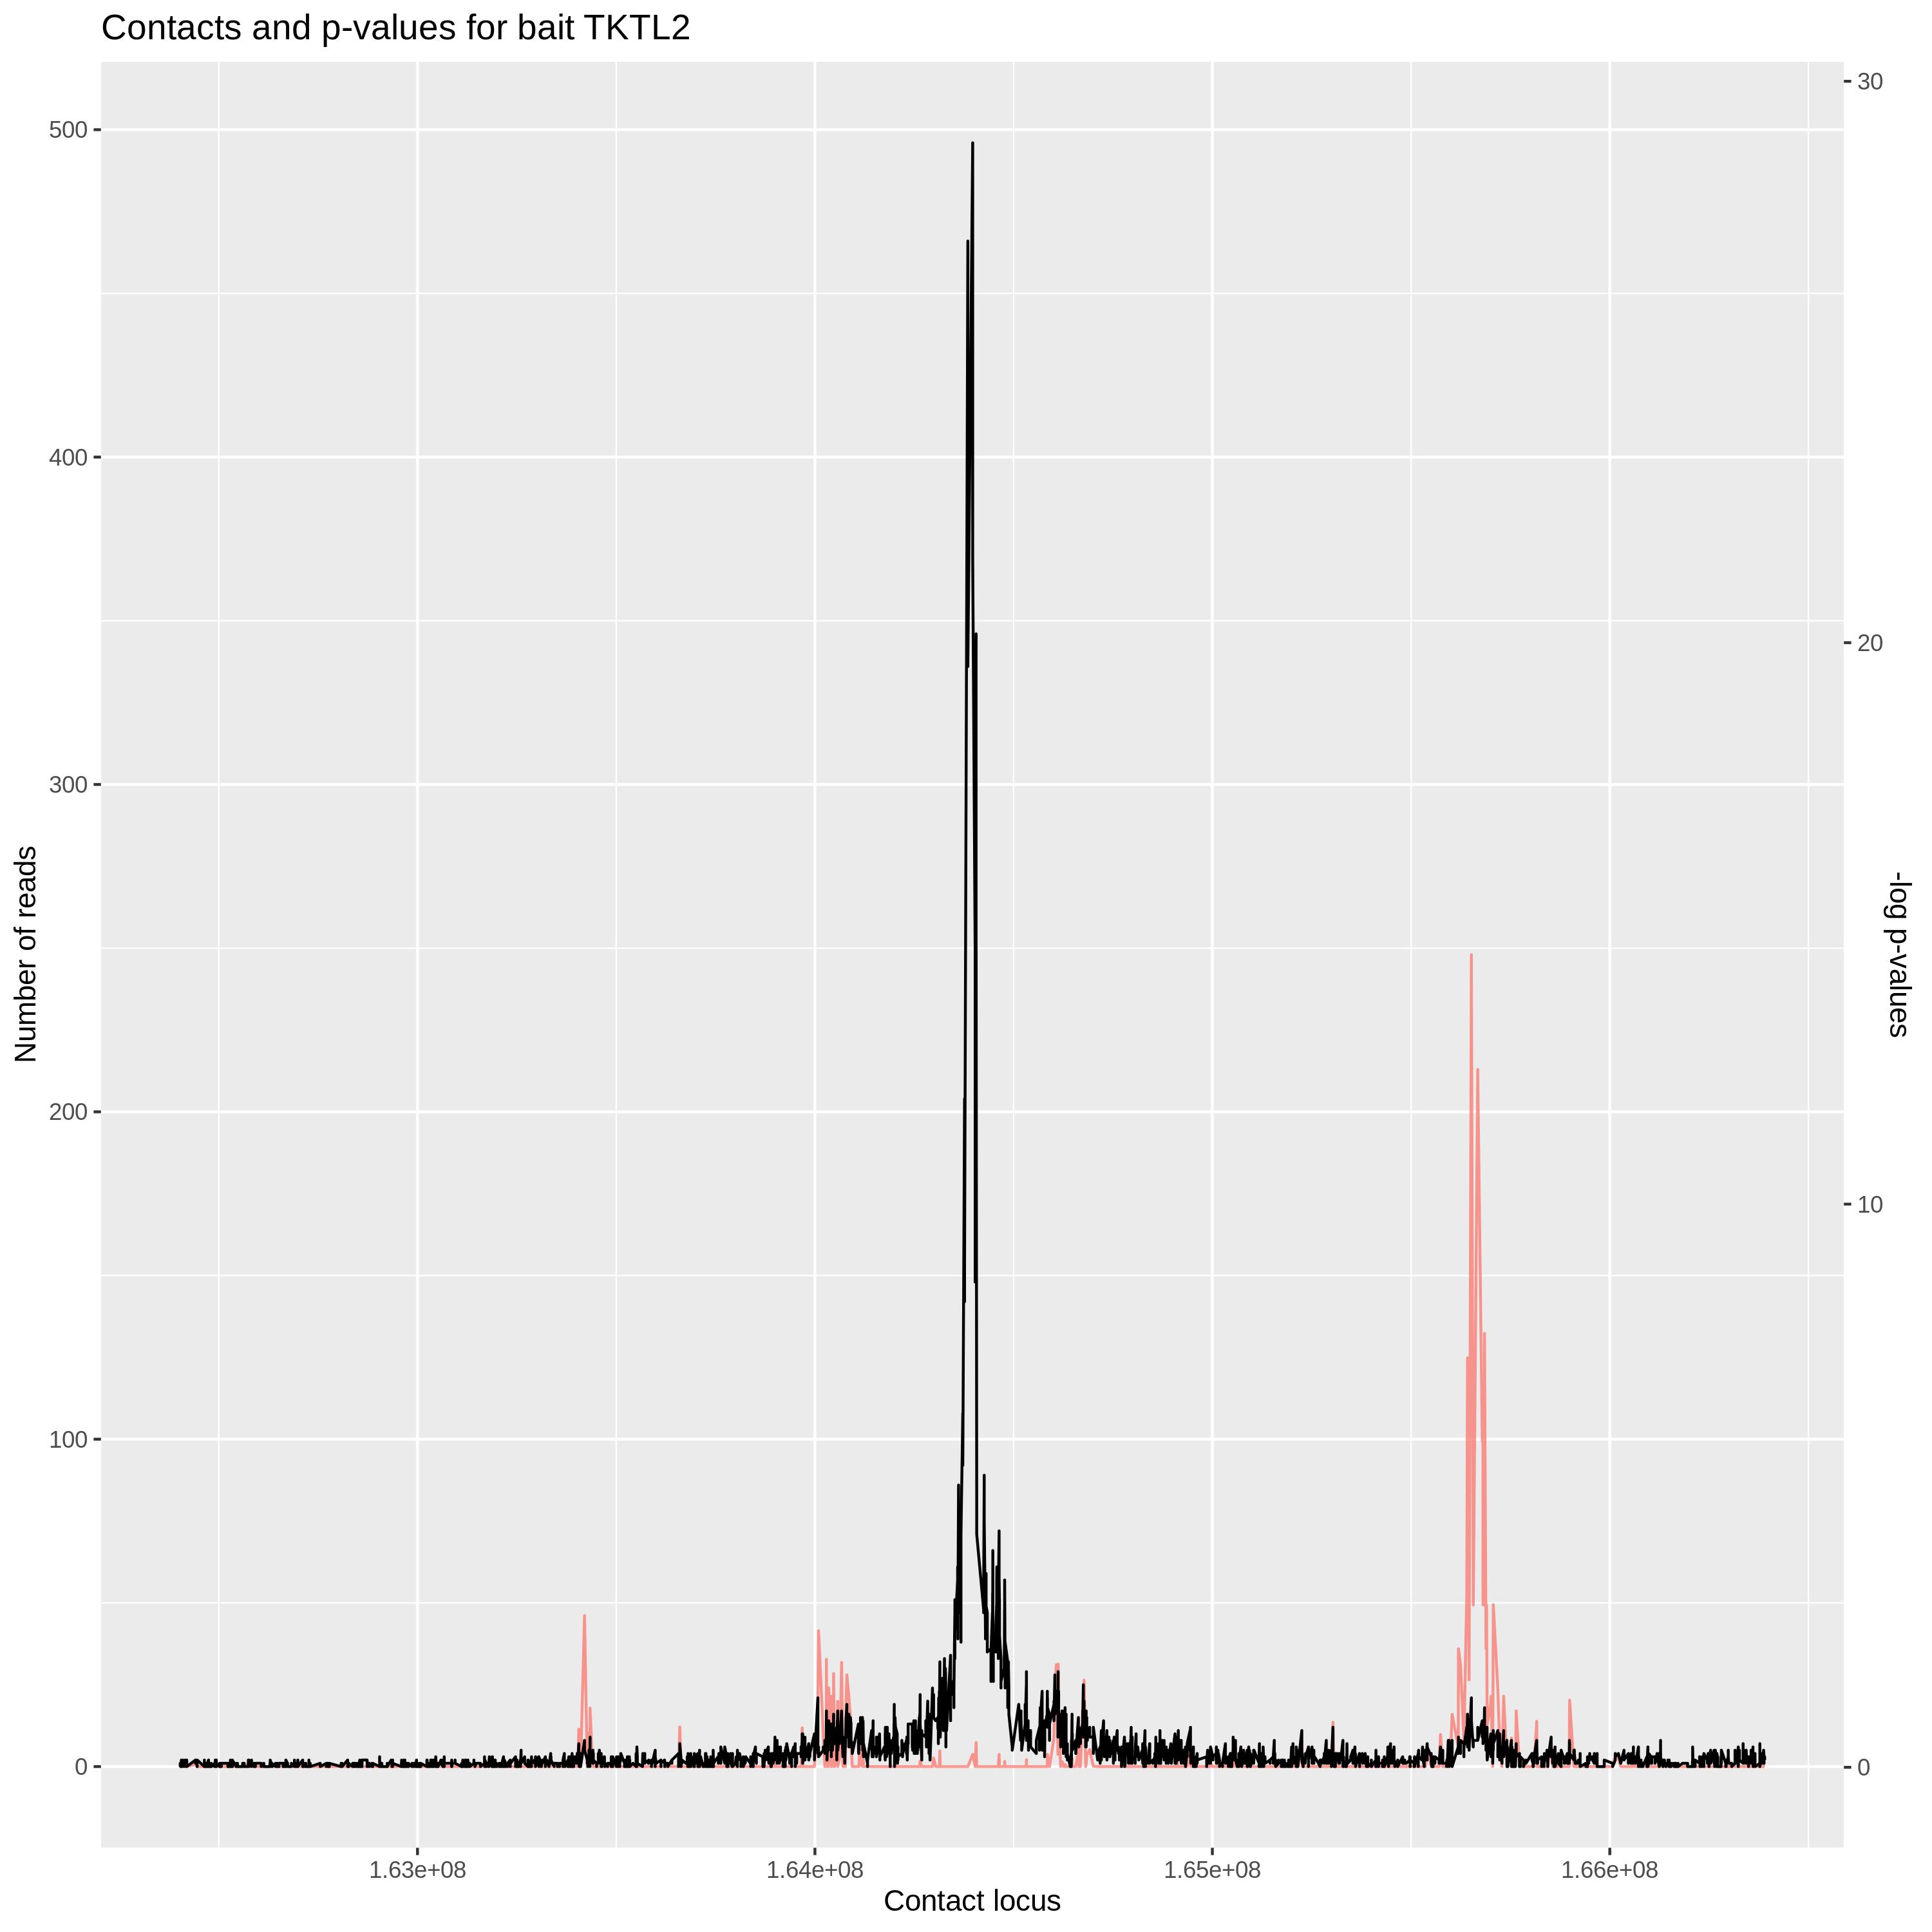 Contacts and p-values for bait TKTL2
500
400
300
200
100
0
Number of reads
30
20
10
0
-log p-values
1.63e+08
1.64e+08
1.65e+08
1.66e+08
Contact locus